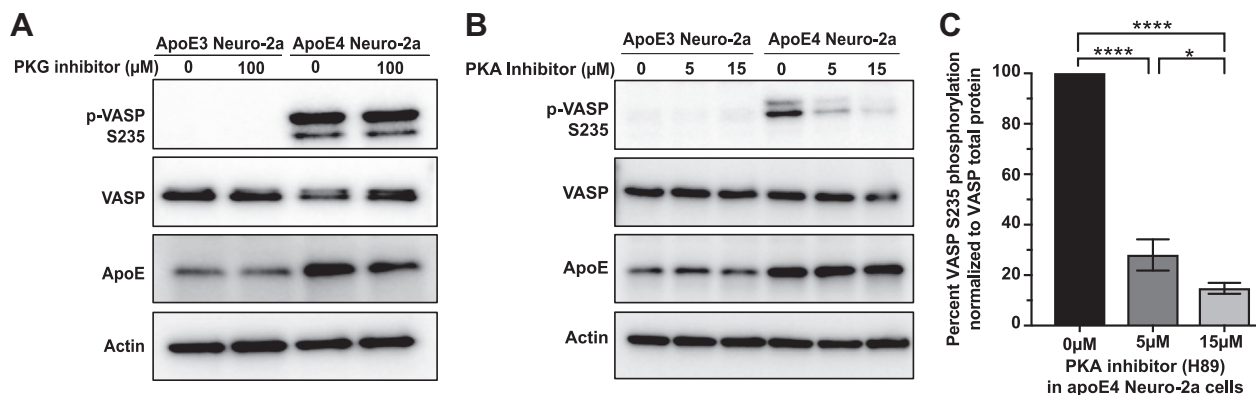 A
ApoE3 Neuro-2a ApoE4 Neuro-2a
PKG inhibitor (µM) 0 100 0 100
p-VASP
S235
VASP
ApoE
Actin
B
ApoE3 Neuro-2a ApoE4 Neuro-2a
PKA Inhibitor (µM) 0 5 15 0 5 15
p-VASP
S235
VASP
ApoE
Actin
C
****
**** *
Percent VASP S235 phosphorylation
normalized to VASP total protein
100
80
60
40
20
0
0µM 5µM 15µM
PKA inhibitor (H89)
in apoE4 Neuro-2a cells